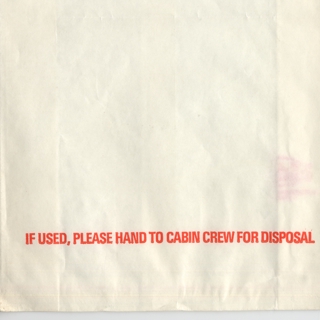 IF USED, PLEASE HAND TO CABIN CREW FOR DISPOSAL